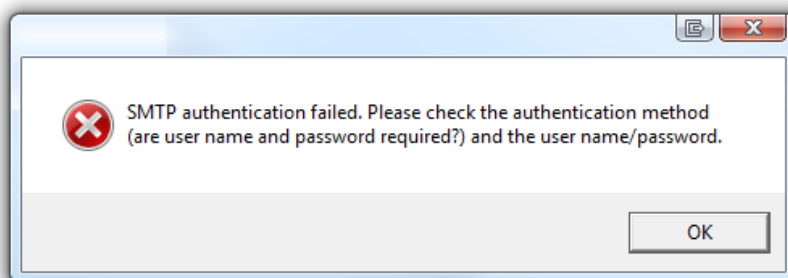 SMTP authentication failed. Please check the authentication method
(are user name and password required?) and the user name/password.
OK